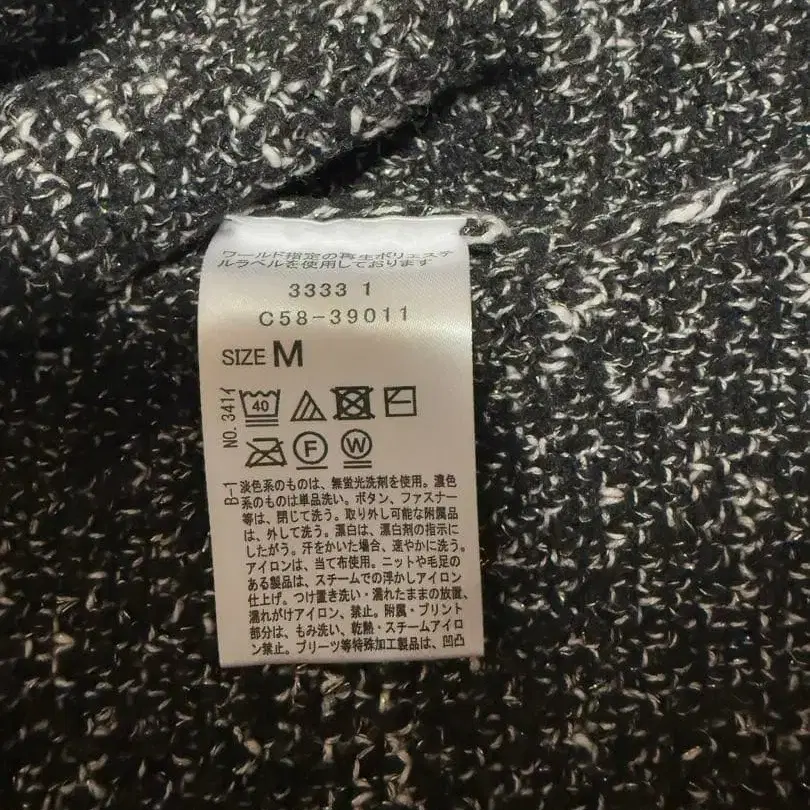 ワールド指定の再生ポリエステ
ルラベルを使用しております
3333 1
C58-39011
SIZE M
NO. 341イ
40
F
W
B-1
淡色系のものは、無蛍光洗剤を使用。濃色
系のものは単品洗い。ボタン、ファスナー
等は、閉じて洗う。取り外し可能な附属品
は、外して洗う。漂白は、漂白剤の指示に
したがう。汗をかいた場合、速やかに洗う。
アイロンは、当て布使用。ニットや毛足の
ある製品は、スチームでの浮かしアイロン
仕上げ。つけ置き洗い・濡れたままの放置、
濡れがけアイロン、禁止。附属・プリント
部分は、もみ洗い、乾熱・スチームアイロ
ン禁止。プリーツ等特殊加工製品は、凹凸